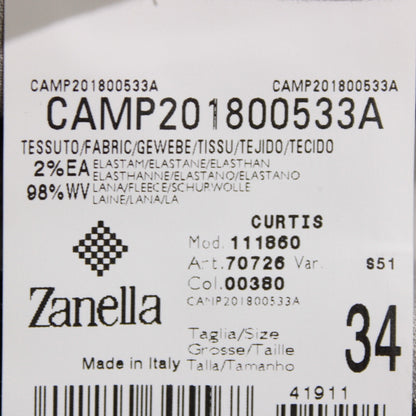 CAMP201800533A CAMP201800533A
CAMP201800533A
TESSUTO/FABRIC/GEWEBE/TISSU/TEJIDO/TECIDO
2%EA ELASTAM/ELASTANE/ELASTHAN
ELASTHANNE/ELASTANO/ELASTANO
98%WV LANA/FLEECE/SCHURWOLLE
LAINE/LANA/LA
CURTIS
Mod. 111860
Art. 70726 Var. S51
Col. 00380
CAMP201800533A
Zanella
Taglia/Size
Grosse/Taille
Talla/Tamanho
34
Made in Italy
41911